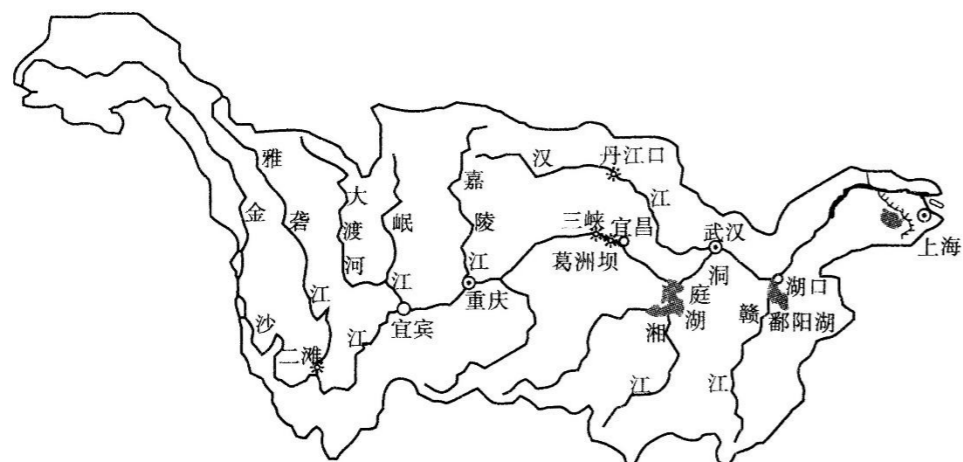 雅砻江
金沙江
大渡河
岷江
嘉陵江
汉江
丹江口
三峡
宜昌
葛洲坝
武汉
上海
重庆
宜宾
二滩
洞庭湖
湘江
湖口
鄱阳湖
赣江